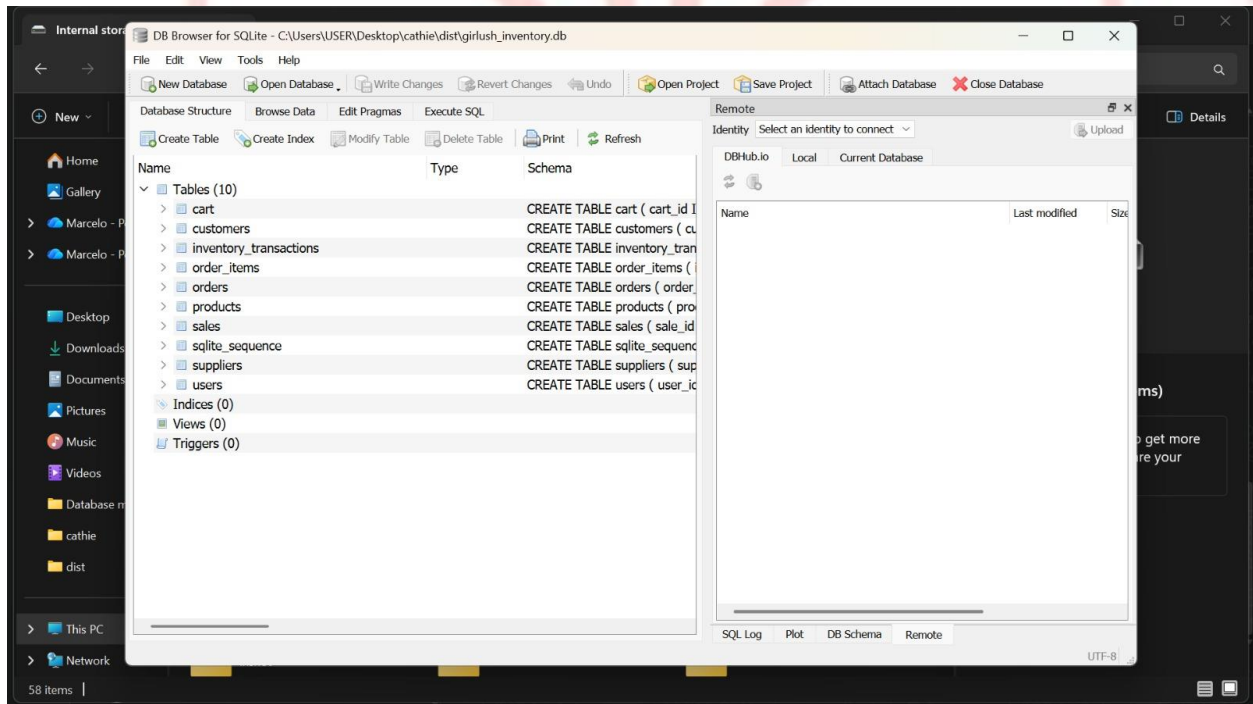 Internal stor
DB Browser for SQLite - C:\Users\USER\Desktop\cathie\dist\girlush_inventory.db
File Edit View Tools Help
New Database Open Database Write Changes Revert Changes Undo Open Project Save Project Attach Database Close Database
Database Structure Browse Data Edit Pragmas Execute SQL
Create Table Create Index Modify Table Delete Table Print Refresh
Name Type Schema
Tables (10)
cart CREATE TABLE cart ( cart_id I
customers CREATE TABLE customers ( cu
inventory_transactions CREATE TABLE inventory_tran
order_items CREATE TABLE order_items ( i
orders CREATE TABLE orders ( order_
products CREATE TABLE products ( pro
sales CREATE TABLE sales ( sale_id
sqlite_sequence CREATE TABLE sqlite_sequenc
suppliers CREATE TABLE suppliers ( sup
users CREATE TABLE users ( user_id
Indices (0)
Views (0)
Triggers (0)
Remote
Identity Select an identity to connect Upload
DBHub.io Local Current Database
Name Last modified Size
SQL Log Plot DB Schema Remote
UTF-8
New
Details
Home
Gallery
Marcelo - P
Marcelo - P
Desktop
Downloads
Documents
Pictures
Music
Videos
Database m
cathie
dist
This PC
Network
58 items
ms)
get more
re your